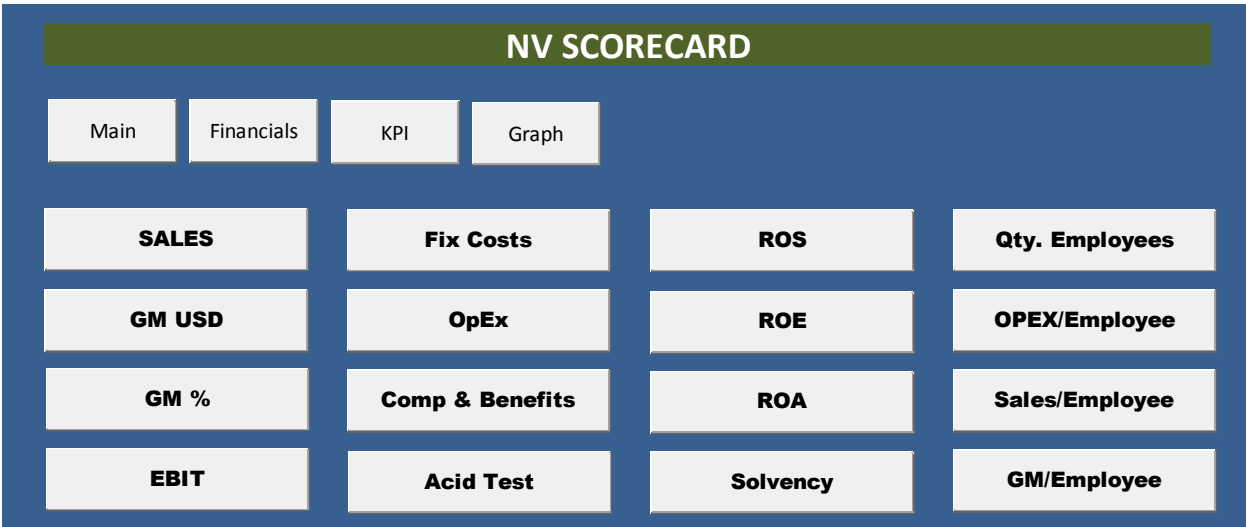 NV SCORECARD
Main Financials KPI Graph
SALES Fix Costs ROS Qty. Employees
GM USD OpEx ROE OPEX/Employee
GM % Comp & Benefits ROA Sales/Employee
EBIT Acid Test Solvency GM/Employee